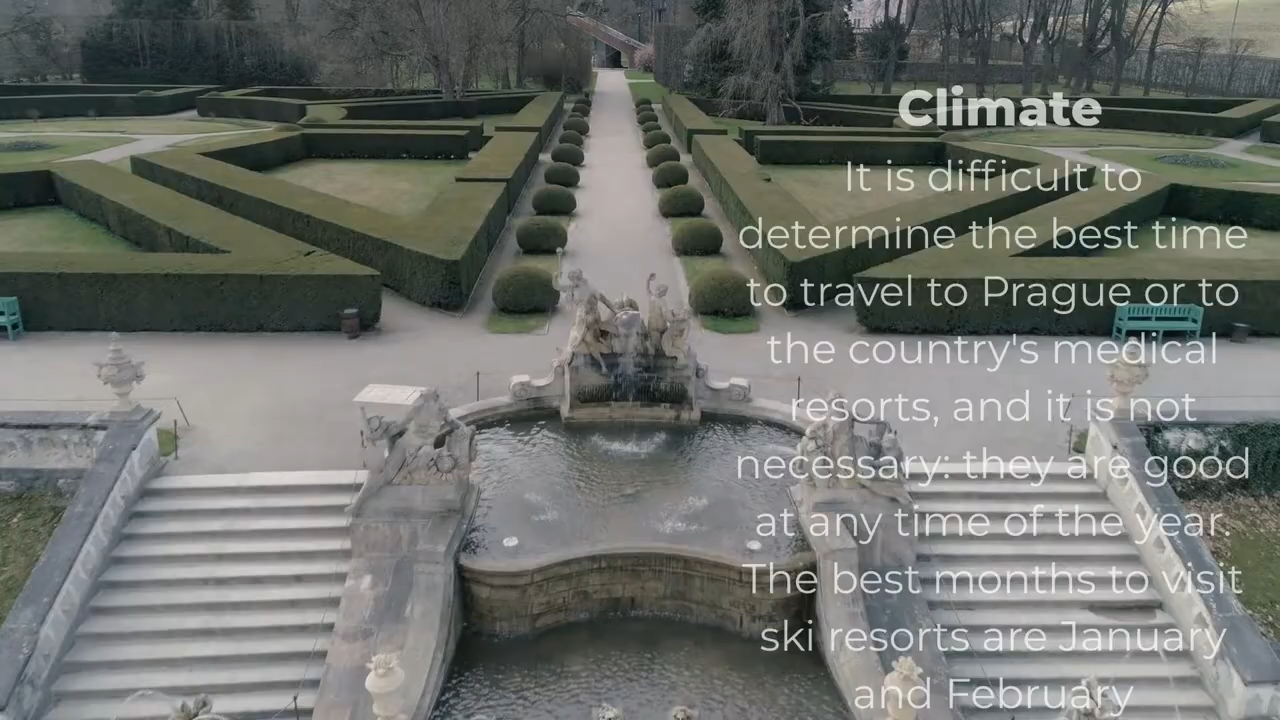 Climate
It is difficult to
determine the best time
to travel to Prague or to
the country's medical
resorts, and it is not
necessary: they are good
at any time of the year.
The best months to visit
ski resorts are January
and February